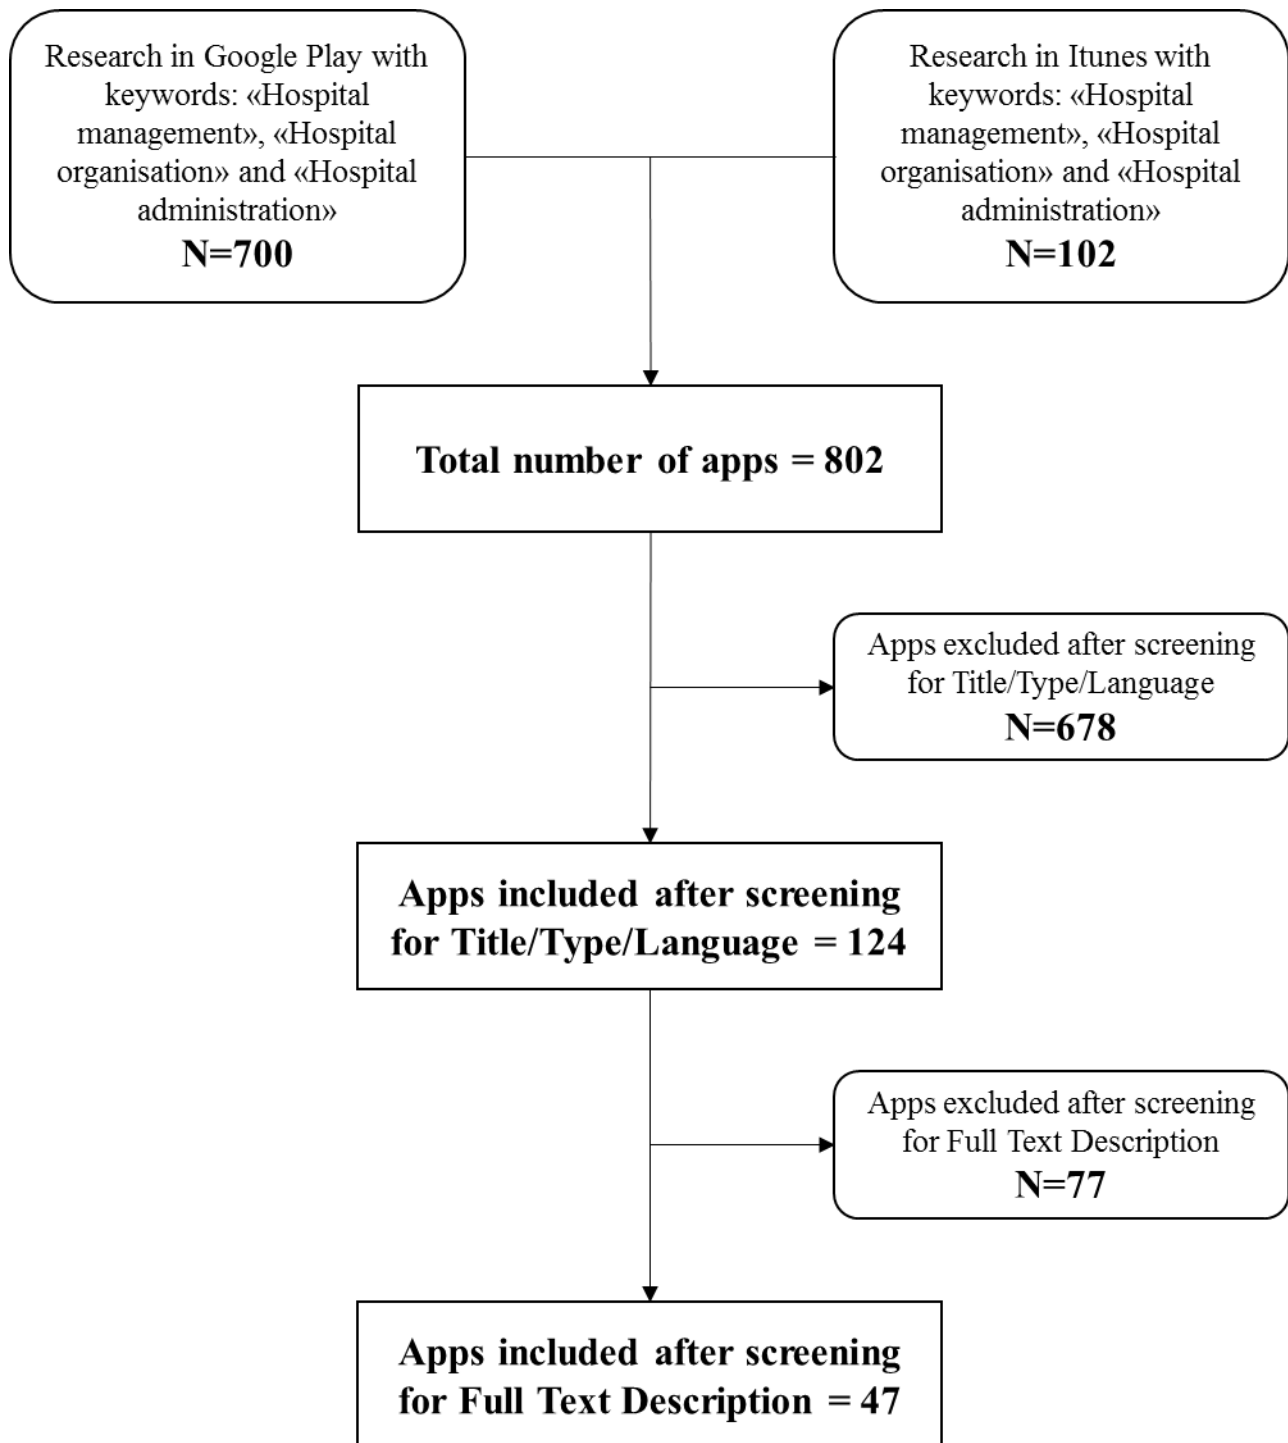 Research in Google Play with
keywords: «Hospital
management», «Hospital
organisation» and «Hospital
administration»
N=700
Research in Itunes with
keywords: «Hospital
management», «Hospital
organisation» and «Hospital
administration»
N=102
Total number of apps = 802
Apps excluded after screening
for Title/Type/Language
N=678
Apps included after screening
for Title/Type/Language = 124
Apps excluded after screening
for Full Text Description
N=77
Apps included after screening
for Full Text Description = 47